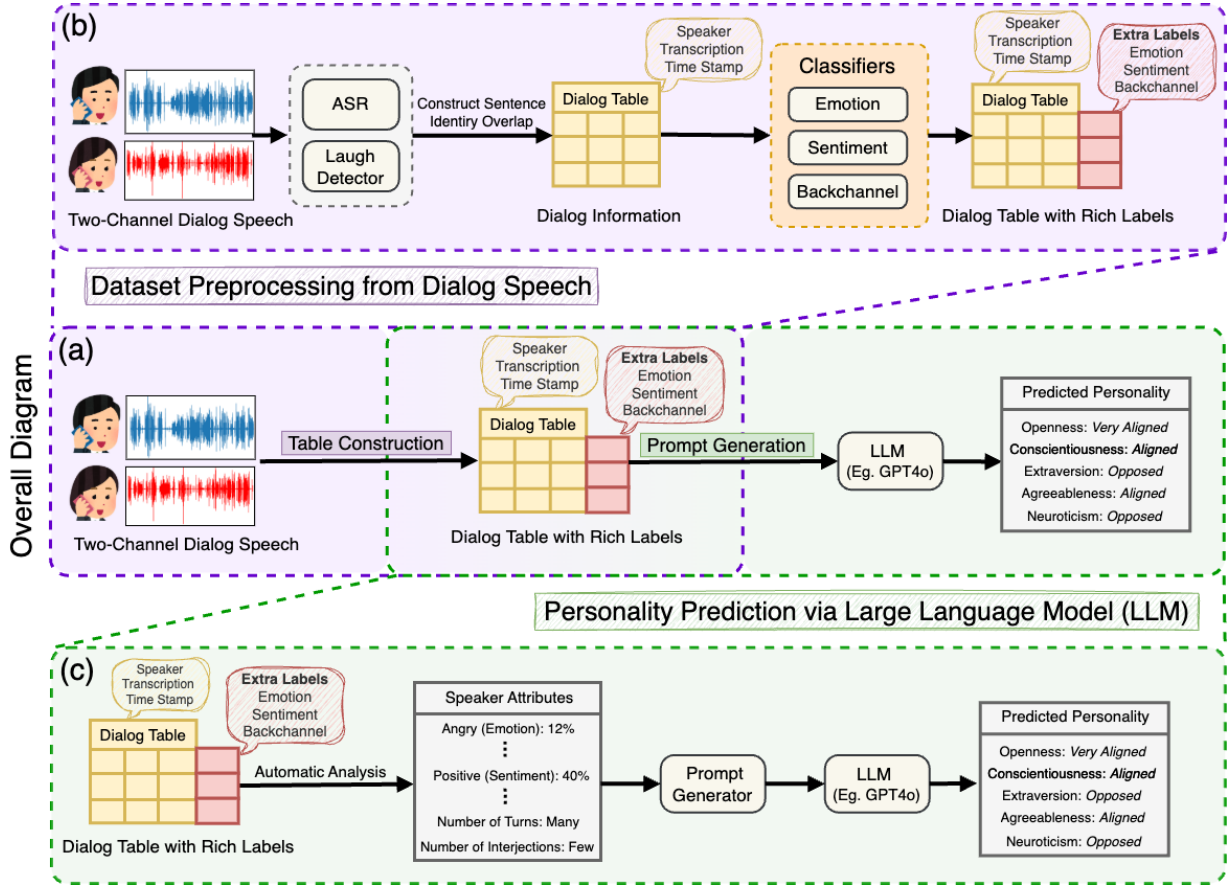 (b)
Speaker
Transcription
Time Stamp
Speaker
Transcription
Time Stamp
Extra Labels
Emotion
Sentiment
Backchannel
ASR
Laugh
Detector
Construct Sentence
Identiry Overlap
Dialog Table
Classifiers
Emotion
Sentiment
Backchannel
Dialog Table
Two-Channel Dialog Speech
Dialog Information
Dialog Table with Rich Labels
Dataset Preprocessing from Dialog Speech
Overall Diagram
(a)
Speaker
Transcription
Time Stamp
Extra Labels
Emotion
Sentiment
Backchannel
Table Construction
Dialog Table
Prompt Generation
LLM
(Eg. GPT4o)
Predicted Personality
Openness: Very Aligned
Conscientiousness: Aligned
Extraversion: Opposed
Agreeableness: Aligned
Neuroticism: Opposed
Two-Channel Dialog Speech
Dialog Table with Rich Labels
Personality Prediction via Large Language Model (LLM)
(c)
Speaker
Transcription
Time Stamp
Extra Labels
Emotion
Sentiment
Backchannel
Dialog Table
Automatic Analysis
Speaker Attributes
Angry (Emotion): 12%
Positive (Sentiment): 40%
Number of Turns: Many
Number of Interjections: Few
Prompt
Generator
LLM
(Eg. GPT4o)
Predicted Personality
Openness: Very Aligned
Conscientiousness: Aligned
Extraversion: Opposed
Agreeableness: Aligned
Neuroticism: Opposed
Dialog Table with Rich Labels